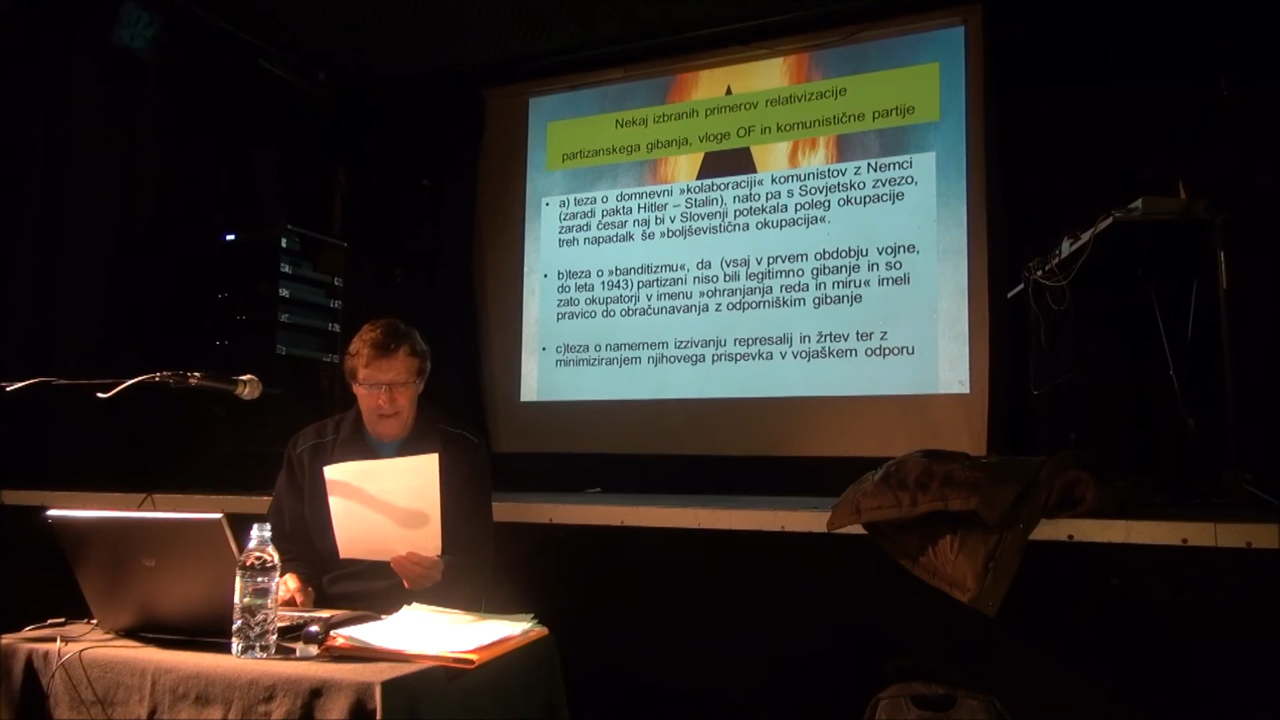 Nekaj izbranih primerov relativizacije
partizanskega gibanja, vloge OF in komunistične partije
• a) teza o domnevni »kolaboraciji« komunistov z Nemci
(zaradi pakta Hitler – Stalin), nato pa s Sovjetsko zvezo,
zaradi česar naj bi v Slovenji potekala poleg okupacije
treh napadalk še »boljševistična okupacija«.
• b)teza o »banditizmu«, da (vsaj v prvem obdobju vojne,
do leta 1943) partizani niso bili legitimno gibanje in so
zato okupatorji v imenu »ohranjanja reda in miru« imeli
pravico do obračunavanja z odporniškim gibanje
• c)teza o namernem izzivanju represalij in žrtev ter z
minimiziranjem njihovega prispevka v vojaškem odporu